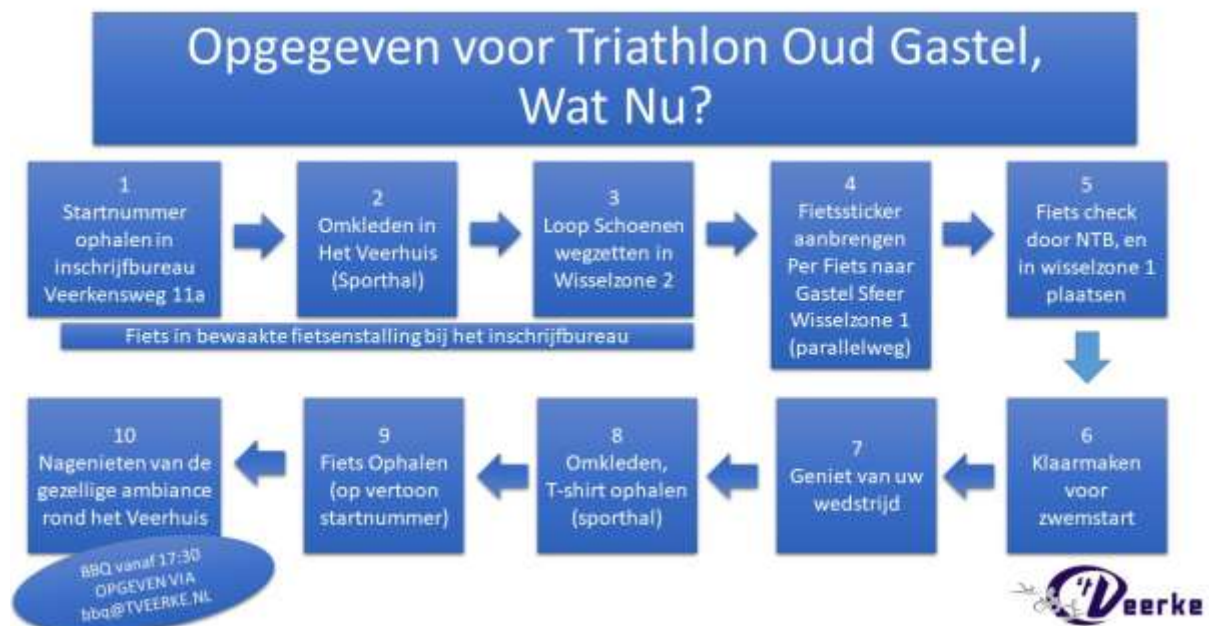 Opgegeven voor Triathlon Oud Gastel,
Wat Nu?
1
Startnummer
ophalen in
inschrijfbureau
Veerkensweg 11a
2
Omkleden in
Het Veerhuis
(Sporthal)
3
Loop Schoenen
wegzetten in
Wisselzone 2
Fiets in bewaakte fietsenstalling bij het inschrijfbureau
4
Fietssticker
aanbrengen
Per Fiets naar
Gastel Sfeer
Wisselzone 1
(parallelweg)
5
Fiets check
door NTB, en
in wisselzone 1
plaatsen
6
Klaarmaken
voor
zwemstart
7
Geniet van uw
wedstrijd
8
Omkleden,
T-shirt ophalen
(sporthal)
9
Fiets Ophalen
(op vertoon
startnummer)
10
Nagenieten van de
gezellige ambiance
rond het Veerhuis
BBQ vanaf 17:30
OPGEVEN VIA
bbq@TVEERKE.NL
't Veerke